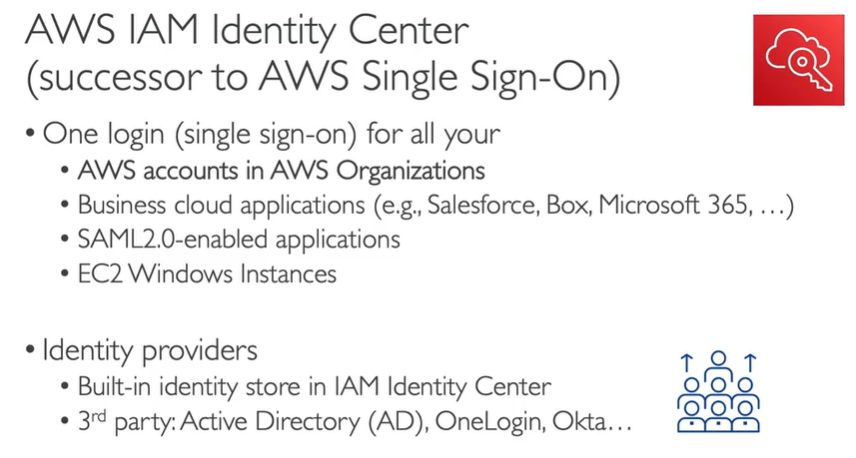 AWS IAM Identity Center
(successor to AWS Single Sign-On)
• One login (single sign-on) for all your
• AWS accounts in AWS Organizations
• Business cloud applications (e.g., Salesforce, Box, Microsoft 365, …)
• SAML2.0-enabled applications
• EC2 Windows Instances
• Identity providers
• Built-in identity store in IAM Identity Center
• 3rd party: Active Directory (AD), OneLogin, Okta…